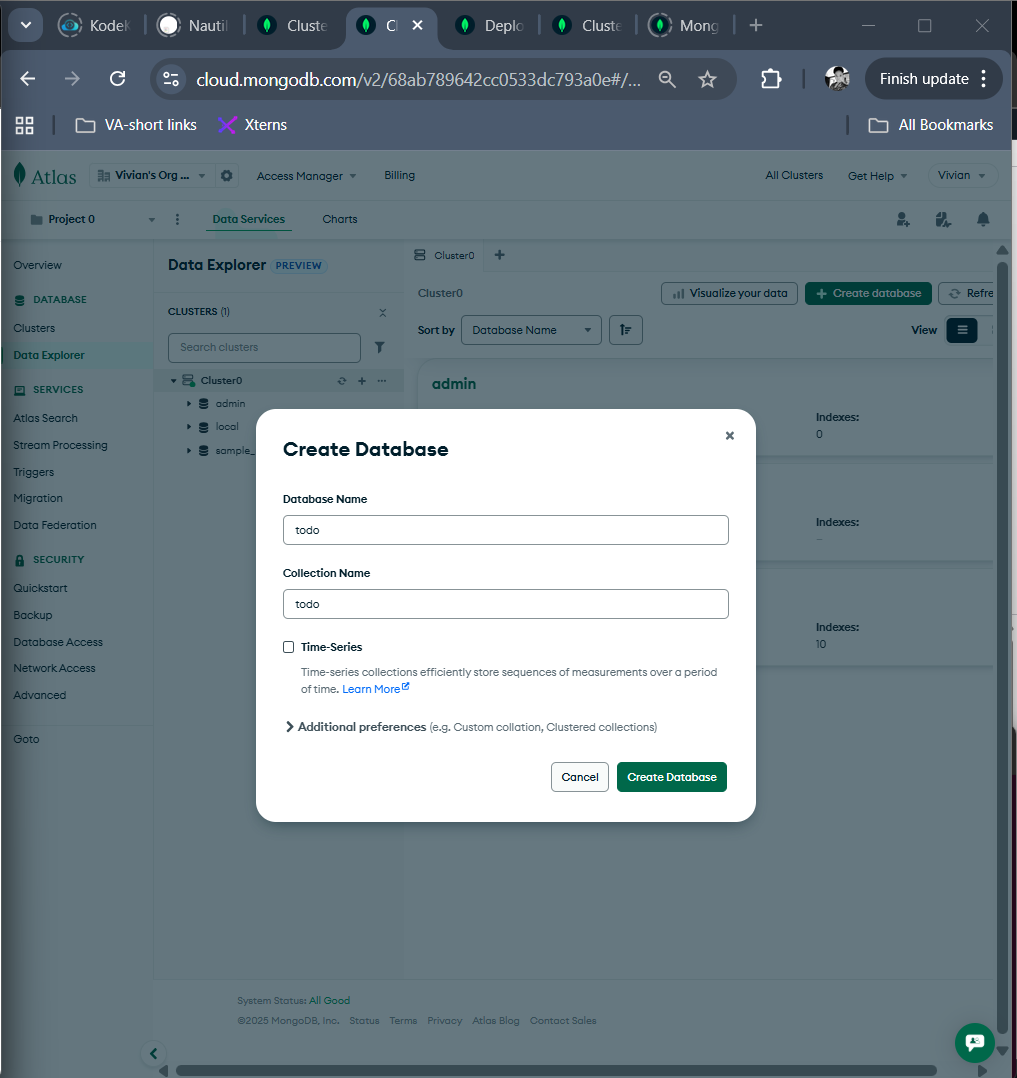 KodeK
Nautil
Cluste
Cl
Deplo
Cluste
Mong
cloud.mongodb.com/v2/68ab789642cc0533dc793a0e#/...
Finish update
VA-short links
Xterns
All Bookmarks
Atlas
Vivian's Org ...
Access Manager
Billing
All Clusters
Get Help
Vivian
Project 0
Data Services
Charts
Overview
DATABASE
Clusters
Data Explorer
SERVICES
Atlas Search
Stream Processing
Triggers
Migration
Data Federation
SECURITY
Quickstart
Backup
Database Access
Network Access
Advanced
Goto
Data Explorer PREVIEW
CLUSTERS (1)
Search clusters
Cluster0
admin
local
sample_
Cluster0
Cluster0
Visualize your data
+ Create database
Refre
Sort by
Database Name
View
admin
Indexes:
0
Indexes:
–
Indexes:
10
Create Database
Database Name
todo
Collection Name
todo
Time-Series
Time-series collections efficiently store sequences of measurements over a period
of time. Learn More
Additional preferences (e.g. Custom collation, Clustered collections)
Cancel
Create Database
System Status: All Good
©2025 MongoDB, Inc. Status Terms Privacy Atlas Blog Contact Sales